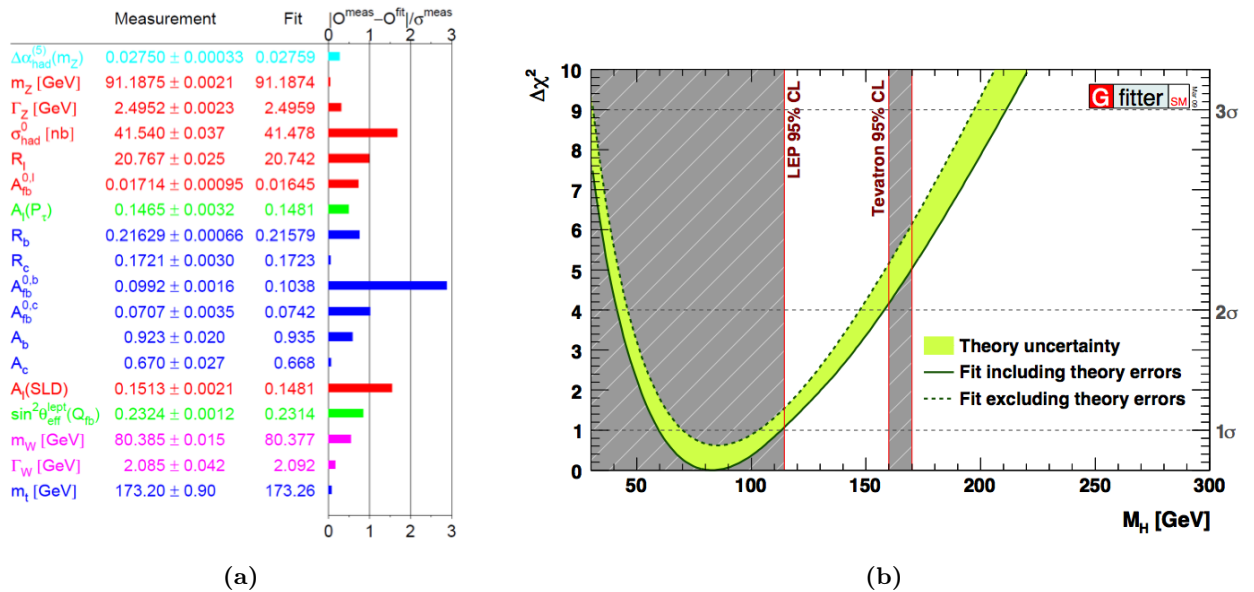 Measurement Fit |O^meas−O^fit|/σ^meas
0 1 2 3
Δα_had^(5)(m_Z) 0.02750 ± 0.00033 0.02759
m_Z [GeV] 91.1875 ± 0.0021 91.1874
Γ_Z [GeV] 2.4952 ± 0.0023 2.4959
σ_had^0 [nb] 41.540 ± 0.037 41.478
R_l 20.767 ± 0.025 20.742
A_fb^0,l 0.01714 ± 0.00095 0.01645
A_l(P_τ) 0.1465 ± 0.0032 0.1481
R_b 0.21629 ± 0.00066 0.21579
R_c 0.1721 ± 0.0030 0.1723
A_fb^0,b 0.0992 ± 0.0016 0.1038
A_fb^0,c 0.0707 ± 0.0035 0.0742
A_b 0.923 ± 0.020 0.935
A_c 0.670 ± 0.027 0.668
A_l(SLD) 0.1513 ± 0.0021 0.1481
sin²θ_eff^lept(Q_fb) 0.2324 ± 0.0012 0.2314
m_W [GeV] 80.385 ± 0.015 80.377
Γ_W [GeV] 2.085 ± 0.042 2.092
m_t [GeV] 173.20 ± 0.90 173.26
0 1 2 3
(a)
Δχ²
10
9
8
7
6
5
4
3
2
1
0
LEP 95% CL
Tevatron 95% CL
G fitter SM
Mar 09
3σ
2σ
1σ
Theory uncertainty
Fit including theory errors
Fit excluding theory errors
50 100 150 200 250 300
M_H [GeV]
(b)